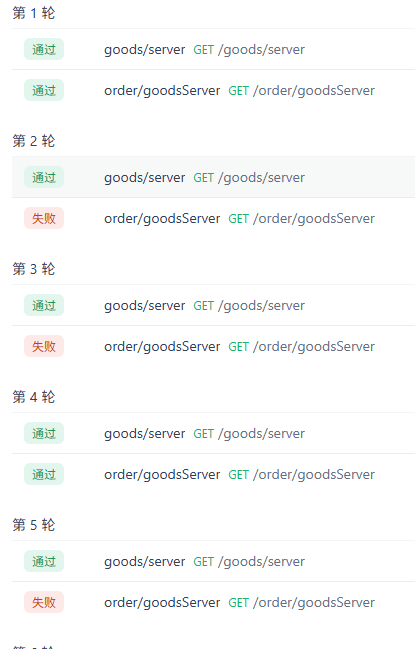 第 1 轮
通过 goods/server GET /goods/server
通过 order/goodsServer GET /order/goodsServer
第 2 轮
通过 goods/server GET /goods/server
失败 order/goodsServer GET /order/goodsServer
第 3 轮
通过 goods/server GET /goods/server
失败 order/goodsServer GET /order/goodsServer
第 4 轮
通过 goods/server GET /goods/server
通过 order/goodsServer GET /order/goodsServer
第 5 轮
通过 goods/server GET /goods/server
失败 order/goodsServer GET /order/goodsServer